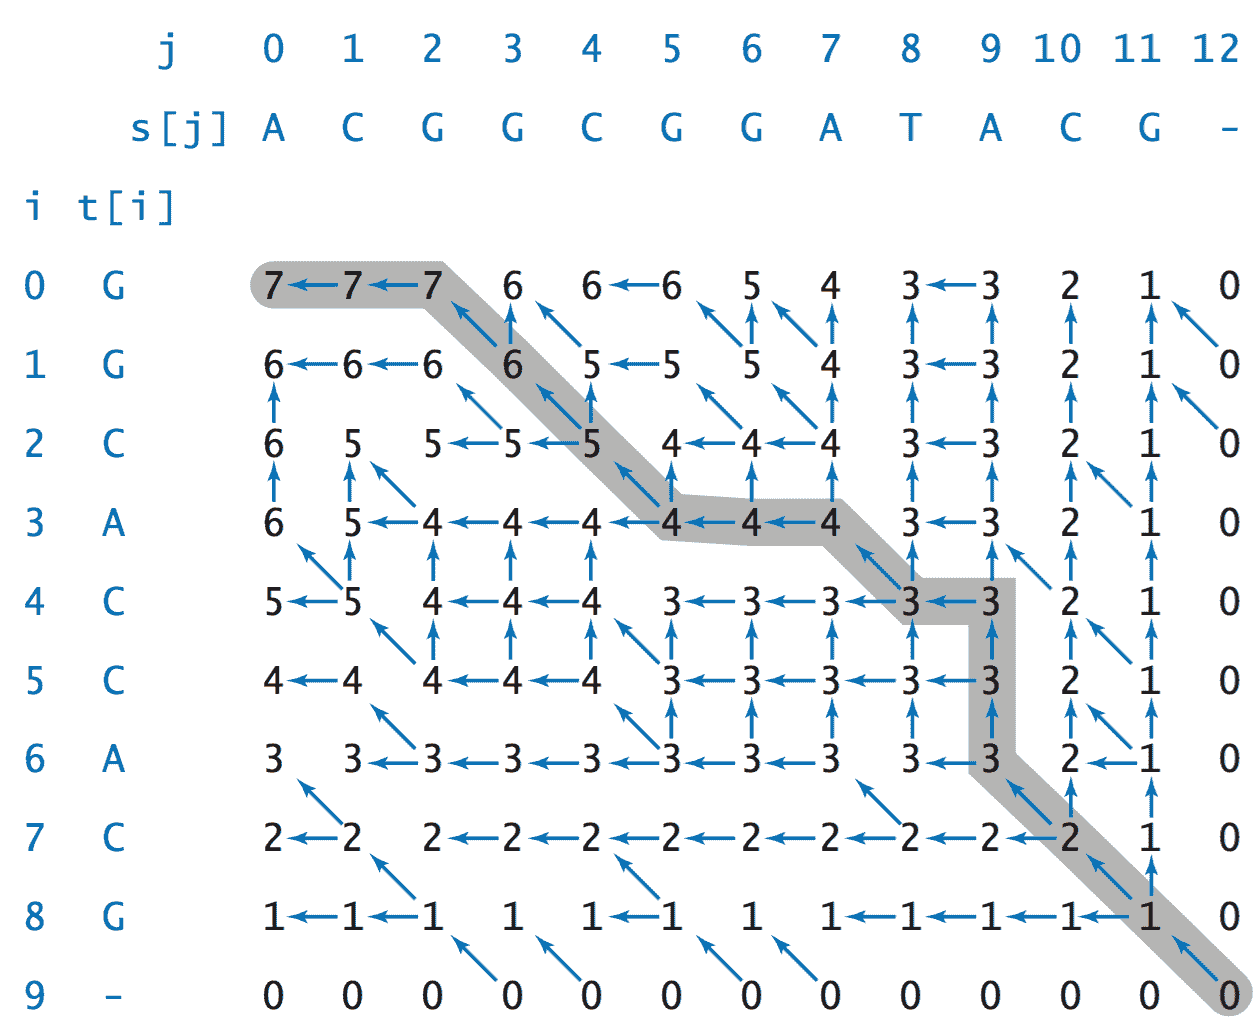 j 0 1 2 3 4 5 6 7 8 9 10 11 12
s[j] A C G G C G G A T A C G -
i t[i]
0 G 7 7 7 6 6 6 5 4 3 3 2 1 0
1 G 6 6 6 6 5 5 5 4 3 3 2 1 0
2 C 6 5 5 5 5 4 4 4 3 3 2 1 0
3 A 6 5 4 4 4 4 4 4 3 3 2 1 0
4 C 5 5 4 4 4 3 3 3 3 3 2 1 0
5 C 4 4 4 4 4 3 3 3 3 3 2 1 0
6 A 3 3 3 3 3 3 3 3 3 3 2 1 0
7 C 2 2 2 2 2 2 2 2 2 2 2 1 0
8 G 1 1 1 1 1 1 1 1 1 1 1 1 0
9 - 0 0 0 0 0 0 0 0 0 0 0 0 0